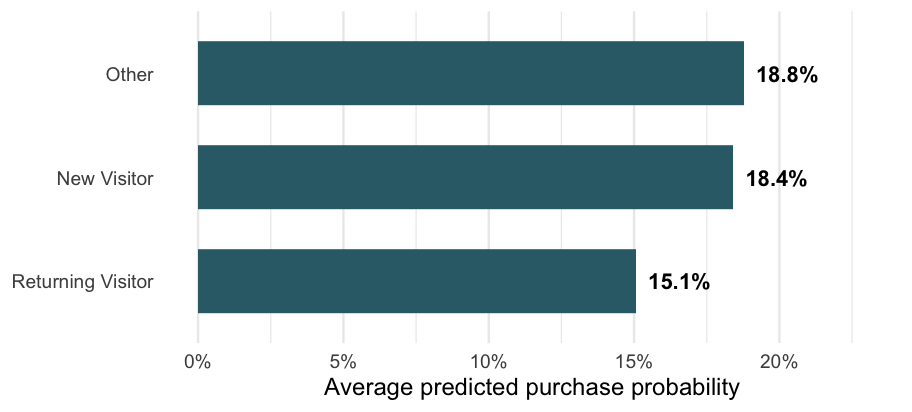 Other
18.8%
New Visitor
18.4%
Returning Visitor
15.1%
0% 5% 10% 15% 20%
Average predicted purchase probability